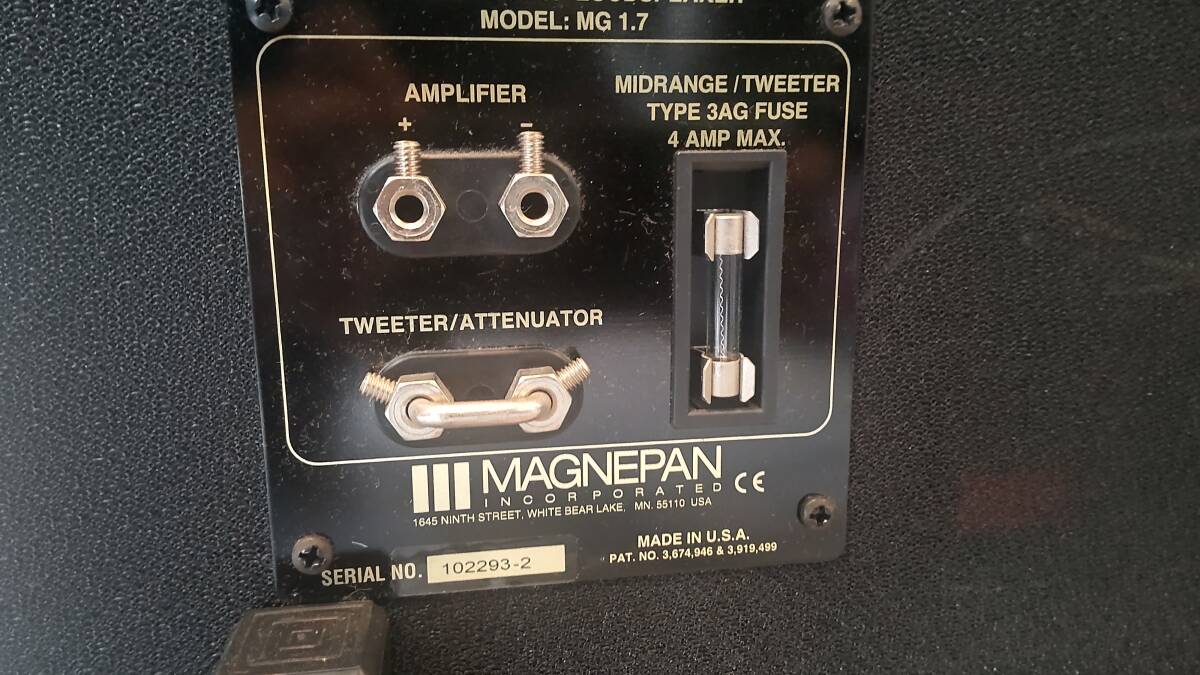 MODEL: MG 1.7
AMPLIFIER
+ −
MIDRANGE/TWEETER
TYPE 3AG FUSE
4 AMP MAX.
TWEETER/ATTENUATOR
MAGNEPAN
INCORPORATED
CE
1645 NINTH STREET, WHITE BEAR LAKE, MN. 55110 USA
MADE IN U.S.A.
PAT. NO. 3,674,946 & 3,919,499
SERIAL NO. 102293-2